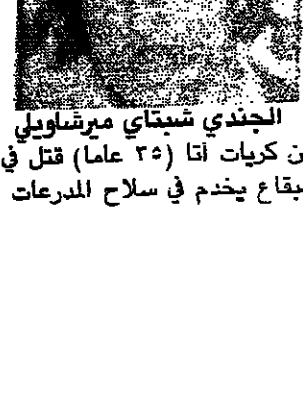 الجندي شبتاي ميرشاويلي
ن كريات أتا (٣٥ عاما) قتل في
بقاع يخدم في سلاح المدرعات